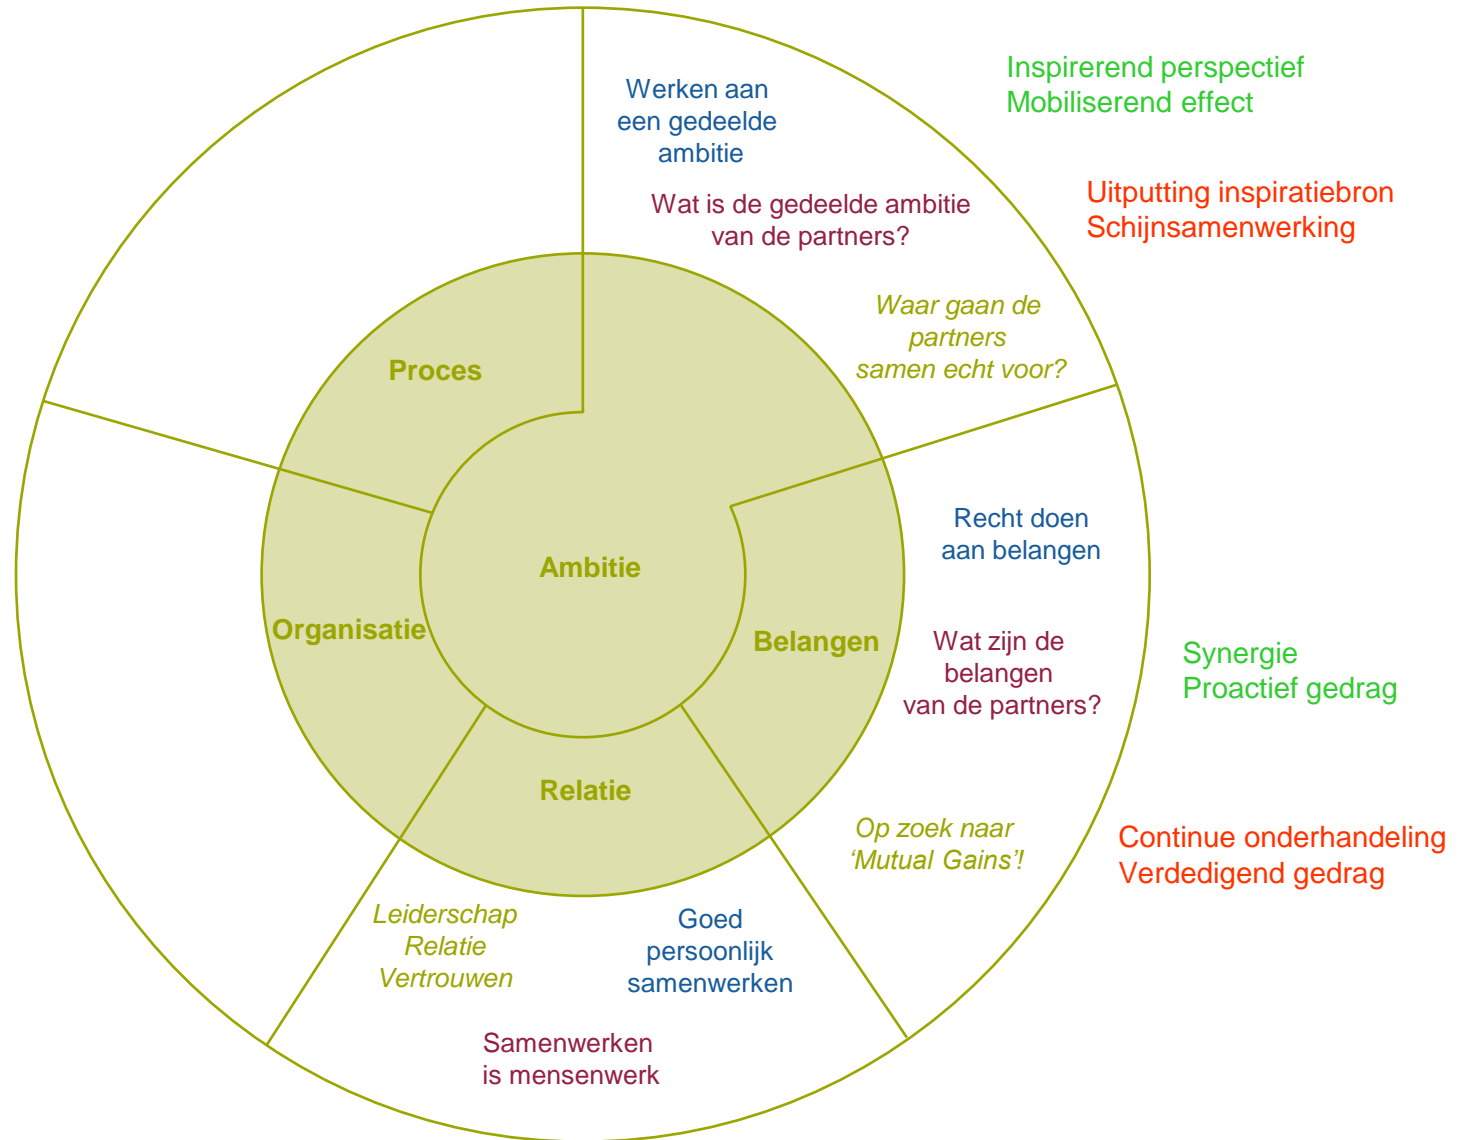 Werken aan
een gedeelde
ambitie
Wat is de gedeelde ambitie
van de partners?
Waar gaan de
partners
samen echt voor?
Inspirerend perspectief
Mobiliserend effect
Uitputting inspiratiebron
Schijnsamenwerking
Proces
Ambitie
Organisatie
Belangen
Relatie
Recht doen
aan belangen
Wat zijn de
belangen
van de partners?
Op zoek naar
‘Mutual Gains’!
Synergie
Proactief gedrag
Continue onderhandeling
Verdedigend gedrag
Leiderschap
Relatie
Vertrouwen
Goed
persoonlijk
samenwerken
Samenwerken
is mensenwerk